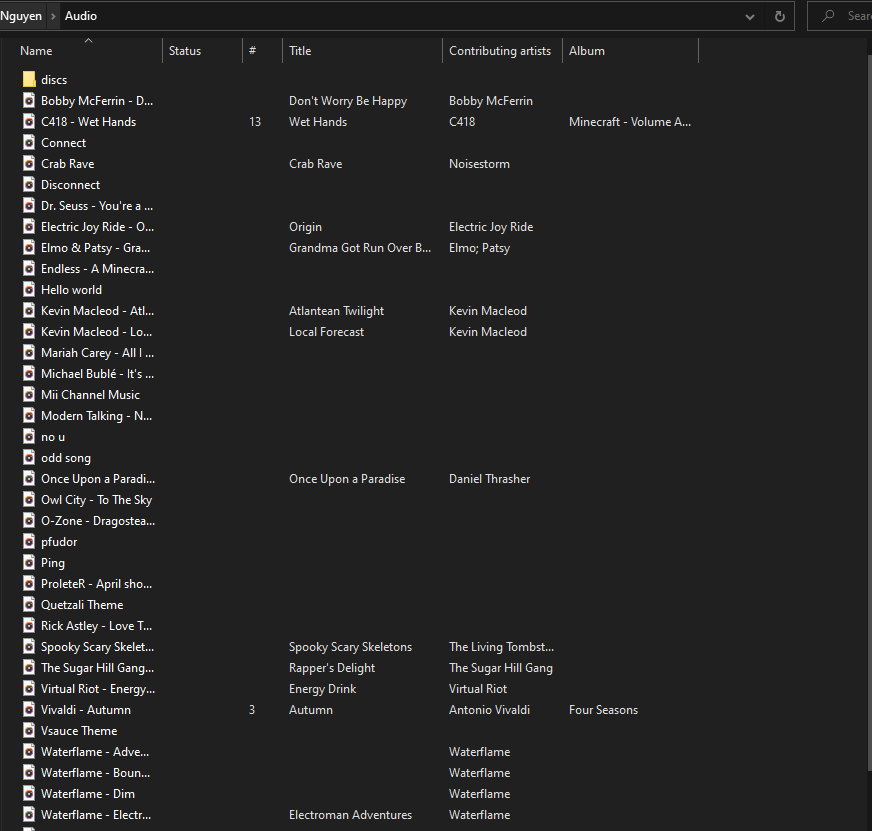 Nguyen > Audio Sear
Name Status # Title Contributing artists Album
discs
Bobby McFerrin - D... Don't Worry Be Happy Bobby McFerrin
C418 - Wet Hands 13 Wet Hands C418 Minecraft - Volume A...
Connect
Crab Rave Crab Rave Noisestorm
Disconnect
Dr. Seuss - You're a ...
Electric Joy Ride - O... Origin Electric Joy Ride
Elmo & Patsy - Gra... Grandma Got Run Over B... Elmo; Patsy
Endless - A Minecra...
Hello world
Kevin Macleod - Atl... Atlantean Twilight Kevin Macleod
Kevin Macleod - Lo... Local Forecast Kevin Macleod
Mariah Carey - All I ...
Michael Bublé - It's ...
Mii Channel Music
Modern Talking - N...
no u
odd song
Once Upon a Paradi... Once Upon a Paradise Daniel Thrasher
Owl City - To The Sky
O-Zone - Dragostea...
pfudor
Ping
ProleteR - April sho...
Quetzali Theme
Rick Astley - Love T...
Spooky Scary Skelet... Spooky Scary Skeletons The Living Tombst...
The Sugar Hill Gang... Rapper's Delight The Sugar Hill Gang
Virtual Riot - Energy... Energy Drink Virtual Riot
Vivaldi - Autumn 3 Autumn Antonio Vivaldi Four Seasons
Vsauce Theme
Waterflame - Adve... Waterflame
Waterflame - Boun... Waterflame
Waterflame - Dim Waterflame
Waterflame - Electr... Electroman Adventures Waterflame